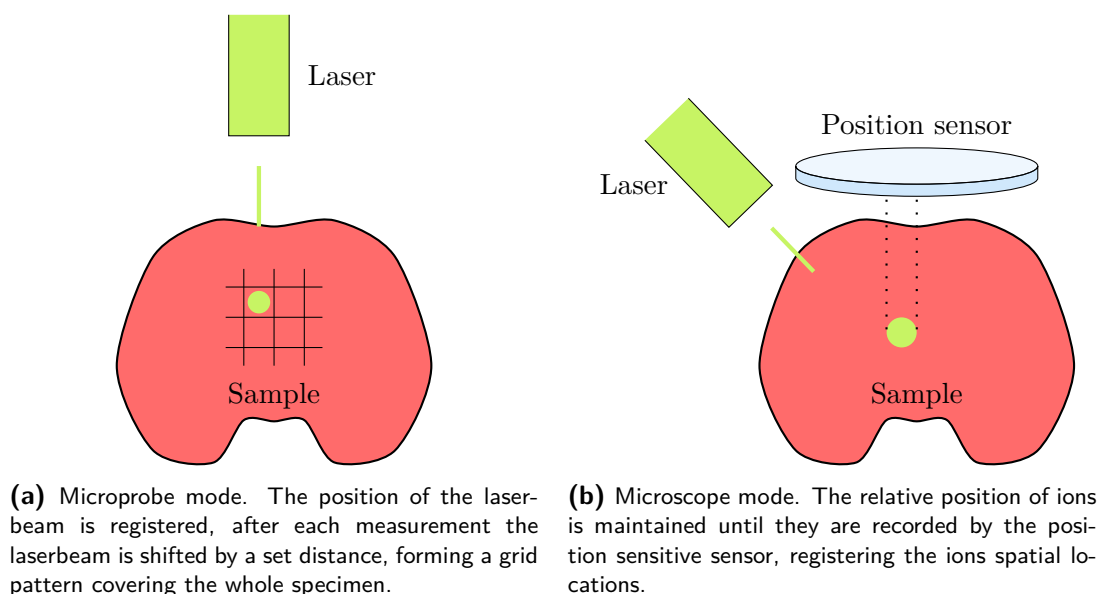 Laser
Sample
(a) Microprobe mode. The position of the laser-
beam is registered, after each measurement the
laserbeam is shifted by a set distance, forming a grid
pattern covering the whole specimen.
Position sensor
Laser
Sample
(b) Microscope mode. The relative position of ions
is maintained until they are recorded by the posi-
tion sensitive sensor, registering the ions spatial lo-
cations.